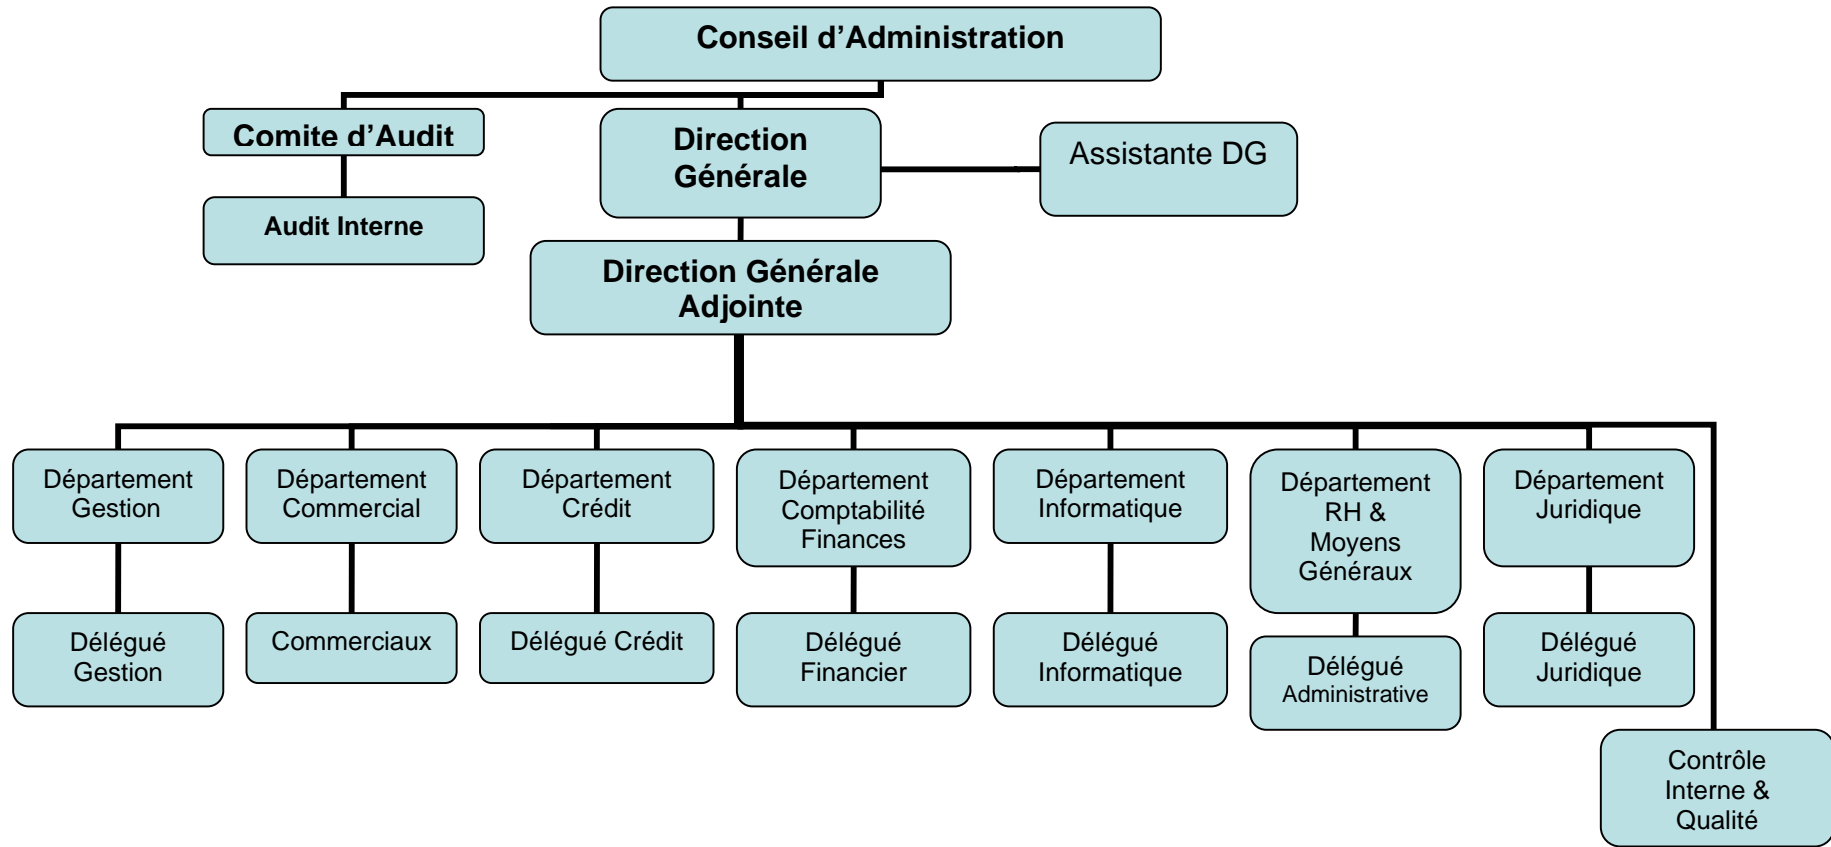 Conseil d’Administration
Comite d’Audit
Direction
Générale
Assistante DG
Audit Interne
Direction Générale
Adjointe
Département
Gestion
Département
Commercial
Département
Crédit
Département
Comptabilité
Finances
Département
Informatique
Département
RH &
Moyens
Généraux
Département
Juridique
Délégué
Gestion
Commerciaux
Délégué Crédit
Délégué
Financier
Délégué
Informatique
Délégué
Administrative
Délégué
Juridique
Contrôle
Interne &
Qualité